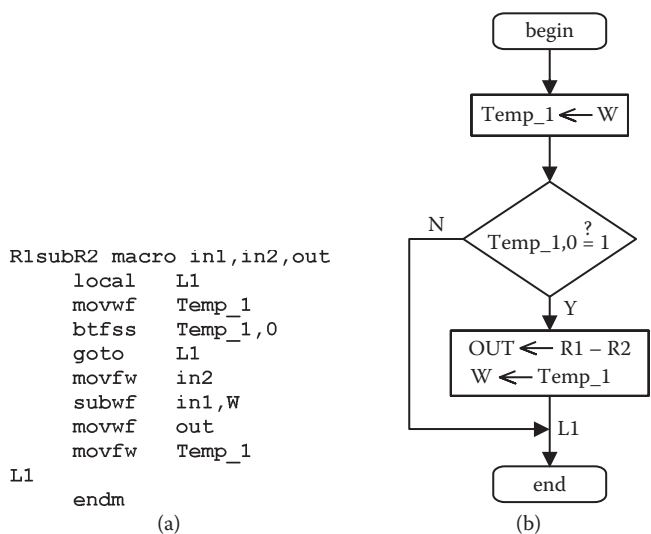 R1subR2 macro in1,in2,out
local L1
movwf Temp_1
btfss Temp_1,0
goto L1
movfw in2
subwf in1,W
movwf out
movfw Temp_1
L1
endm
(a)
begin
Temp_1 ← W
N
Temp_1,0 ≟ 1
Y
OUT ← R1 – R2
W ← Temp_1
L1
end
(b)